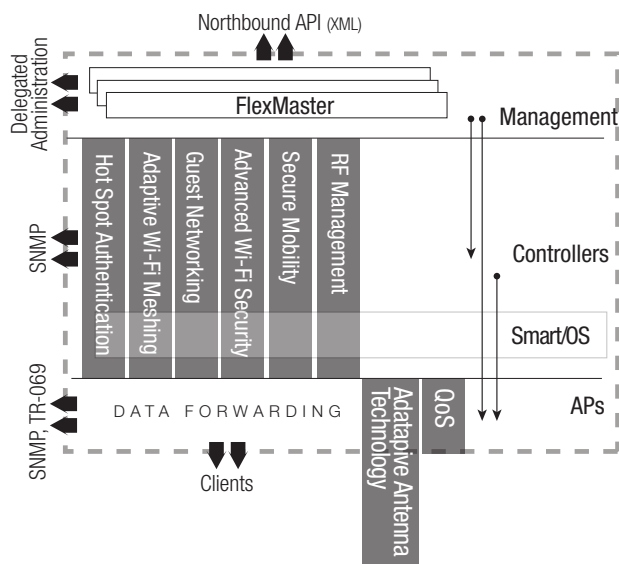 Northbound API (XML)
Delegated
Administration
FlexMaster
Management
Hot Spot Authentication
Adaptive Wi-Fi Meshing
Guest Networking
Advanced Wi-Fi Security
Secure Mobility
RF Management
SNMP
Controllers
Smart/OS
SNMP, TR-069
DATA FORWARDING
Adatapive Antenna
Technology
QoS
APs
Clients